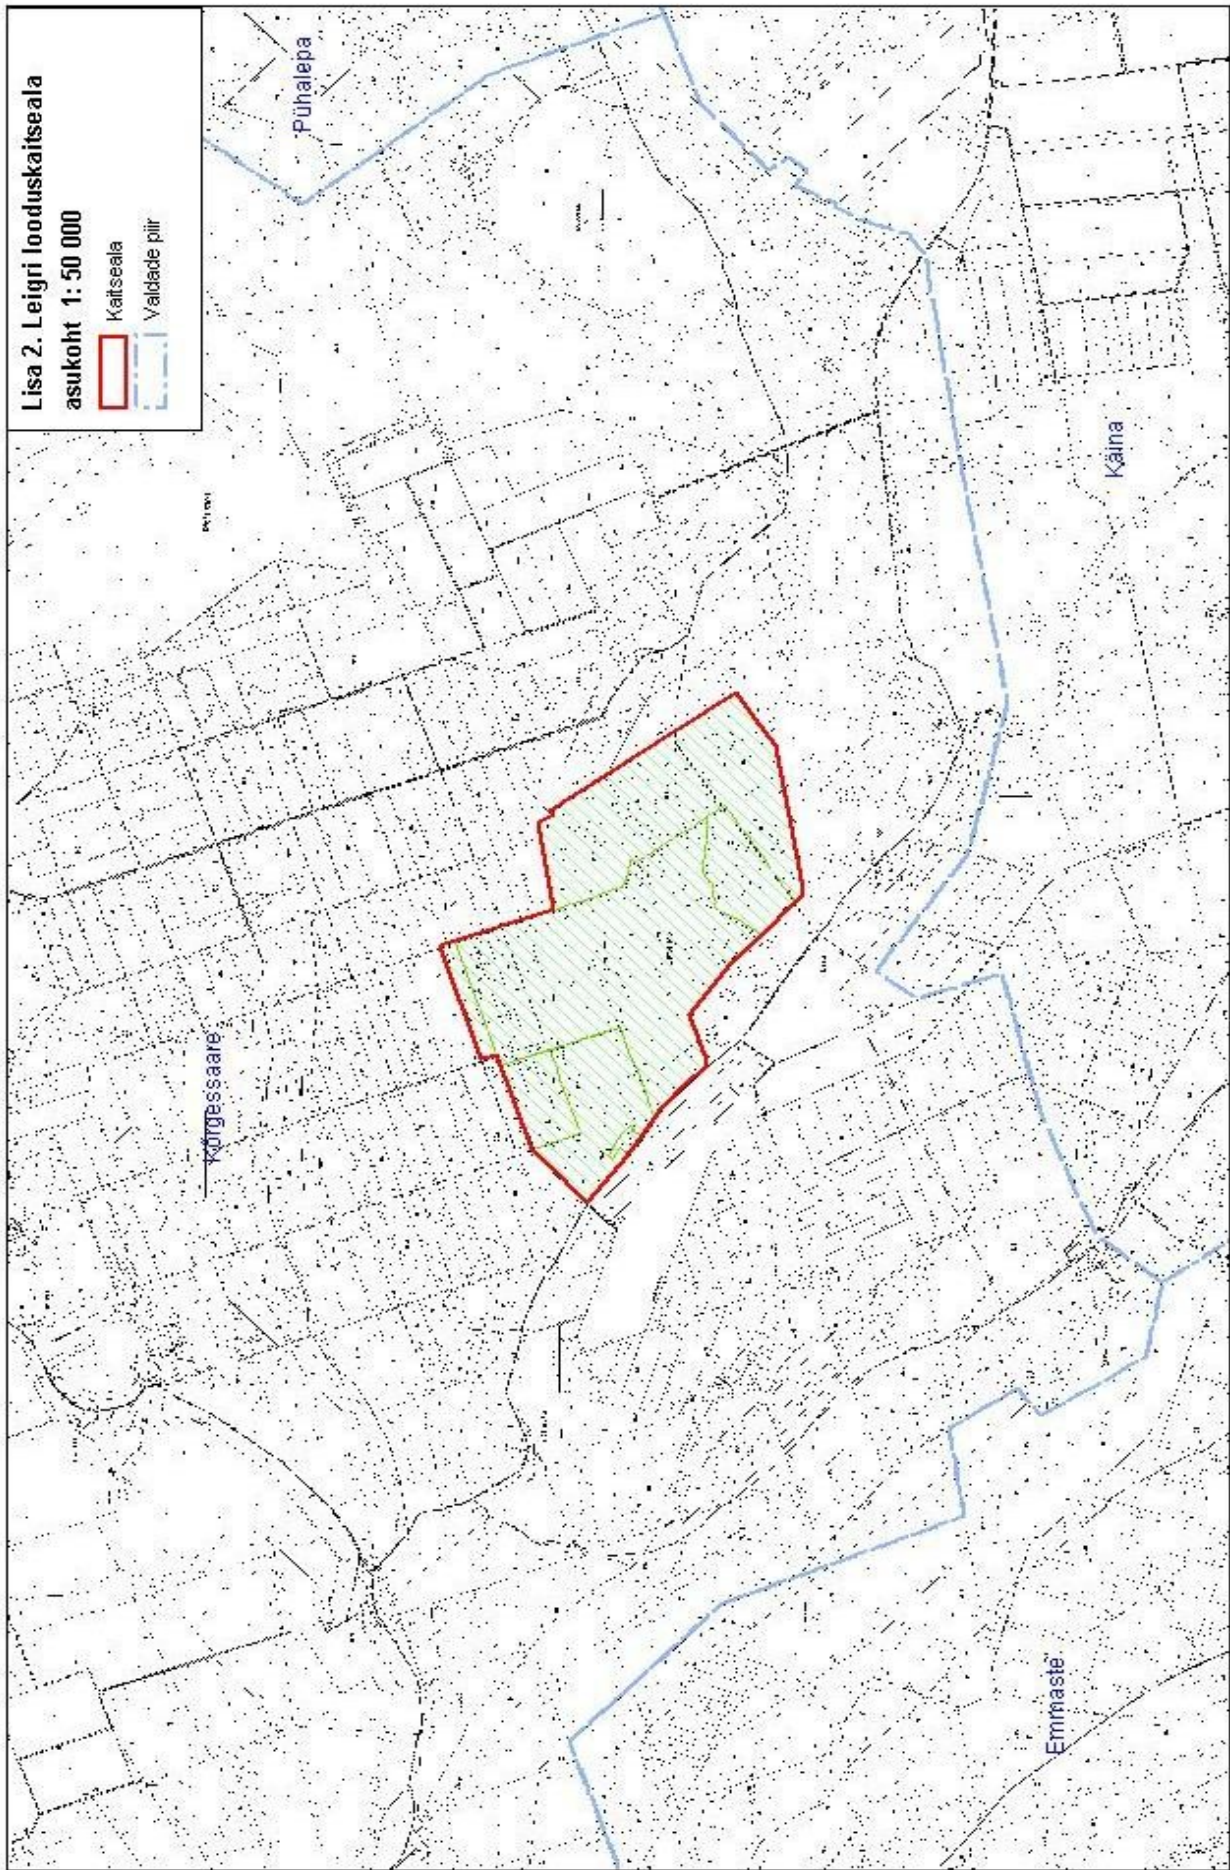 Lisa 2. Leigri looduskaitseala
asukoht 1: 50 000
Kaitseala
Valdade piir
Pühalepa
Kõrgessaare
Käina
Emmaste